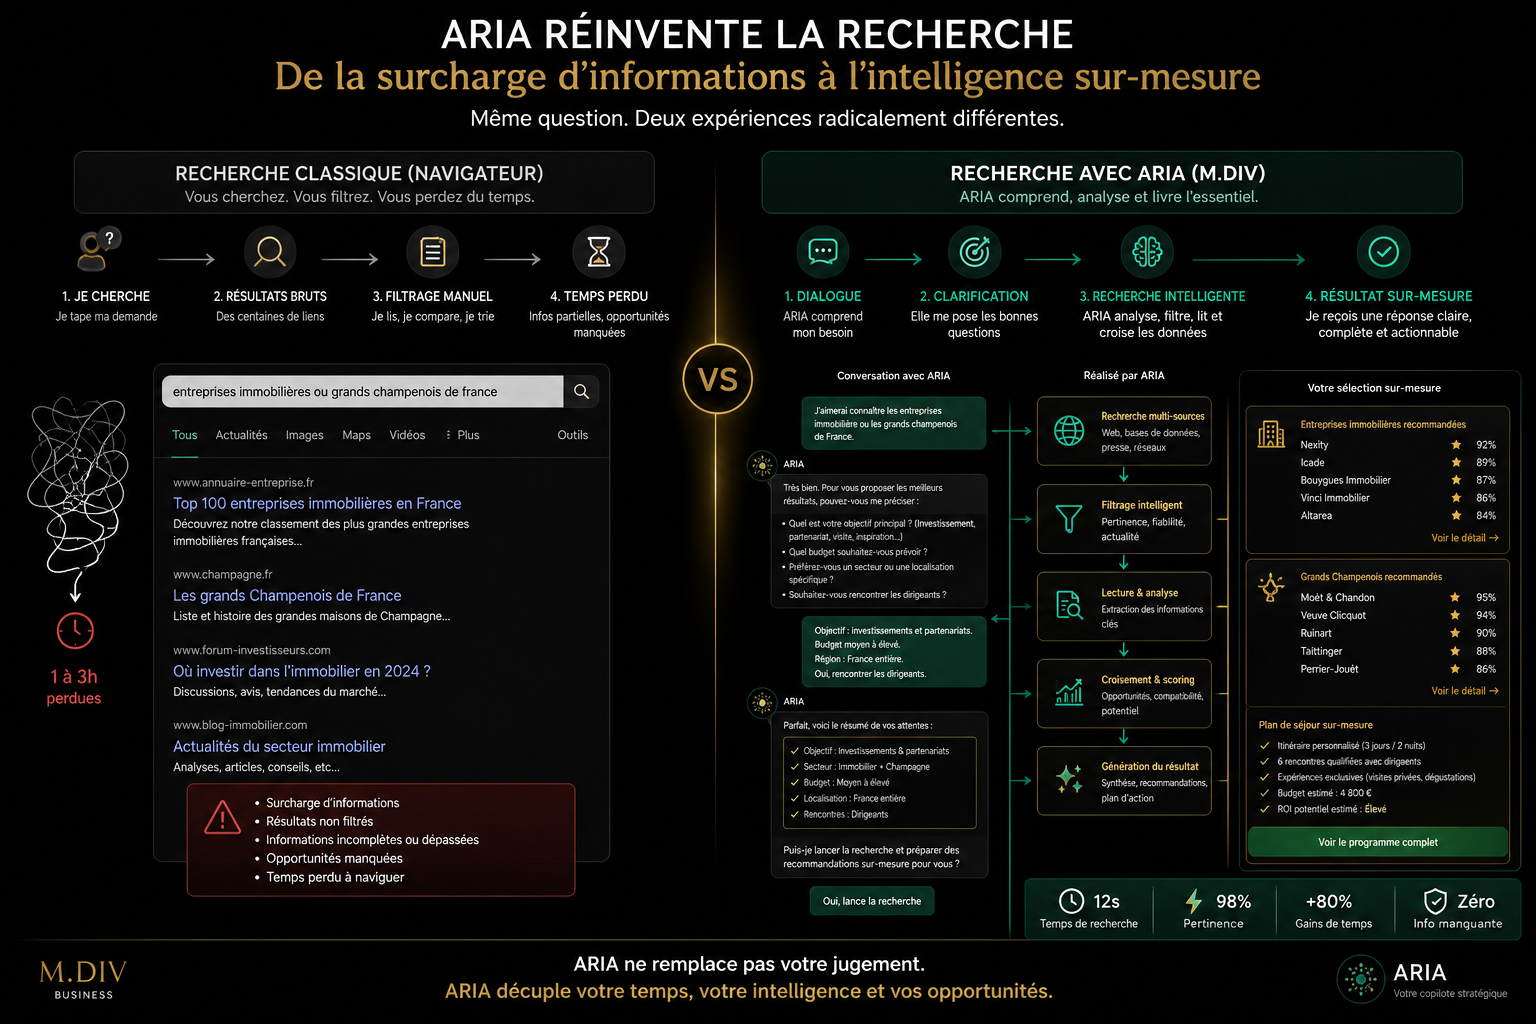 ARIA RÉINVENTE LA RECHERCHE
De la surcharge d'informations à l'intelligence sur-mesure
Même question. Deux expériences radicalement différentes.
RECHERCHE CLASSIQUE (NAVIGATEUR)
Vous cherchez. Vous filtrez. Vous perdez du temps.
?
1. JE CHERCHE
Je tape ma demande
2. RÉSULTATS BRUTS
Des centaines de liens
3. FILTRAGE MANUEL
Je lis, je compare, je trie
4. TEMPS PERDU
Infos partielles, opportunités
manquées
entreprises immobilières ou grands champenois de france
Tous Actualités Images Maps Vidéos Plus Outils
www.annuaire-entreprise.fr
Top 100 entreprises immobilières en France
Découvrez notre classement des plus grandes entreprises
immobilières françaises...
www.champagne.fr
Les grands Champenois de France
Liste et histoire des grandes maisons de Champagne...
www.forum-investisseurs.com
Où investir dans l'immobilier en 2024 ?
Discussions, avis, tendances du marché...
www.blog-immobilier.com
Actualités du secteur immobilier
Analyses, articles, conseils, etc...
1 à 3h
perdues
• Surcharge d'informations
• Résultats non filtrés
• Informations incomplètes ou dépassées
• Opportunités manquées
• Temps perdu à naviguer
VS
RECHERCHE AVEC ARIA (M.DIV)
ARIA comprend, analyse et livre l'essentiel.
1. DIALOGUE
ARIA comprend
mon besoin
2. CLARIFICATION
Elle me pose les bonnes
questions
3. RECHERCHE INTELLIGENTE
ARIA analyse, filtre, lit et
croise les données
4. RÉSULTAT SUR-MESURE
Je reçois une réponse claire,
complète et actionnable
Conversation avec ARIA
J'aimerai connaître les entreprises
immobilière ou les grands champenois
de France.
ARIA
Très bien. Pour vous proposer les meilleurs
résultats, pouvez-vous me préciser :
• Quel est votre objectif principal ? (Investissement,
partenariat, visite, inspiration...)
• Quel budget souhaitez-vous prévoir ?
• Préférez-vous un secteur ou une localisation
spécifique ?
• Souhaitez-vous rencontrer les dirigeants ?
Objectif : investissements et partenariats.
Budget moyen à élevé.
Région : France entière.
Oui, rencontrer les dirigeants.
ARIA
Parfait, voici le résumé de vos attentes :
Objectif : Investissements & partenariats
Secteur : Immobilier + Champagne
Budget : Moyen à élevé
Localisation : France entière
Rencontres : Dirigeants
Puis-je lancer la recherche et préparer des
recommandations sur-mesure pour vous ?
Oui, lance la recherche
Réalisé par ARIA
Rechrerche multi-sources
Web, bases de données,
presse, réseaux
Filtrage intelligent
Pertinence, fiabilité,
actualité
Lecture & analyse
Extraction des informations
clés
Croisement & scoring
Opportunités, compatibilité,
potentiel
Génération du résultat
Synthèse, recommandations,
plan d'action
Votre sélection sur-mesure
Entreprises immobilières recommandées
Nexity 92%
Icade 89%
Bouygues Immobilier 87%
Vinci Immobilier 86%
Altarea 84%
Voir le détail →
Grands Champenois recommandés
Moët & Chandon 95%
Veuve Clicquot 94%
Ruinart 90%
Taittinger 88%
Perrier-Jouët 86%
Voir le détail →
Plan de séjour sur-mesure
Itinéraire personnalisé (3 jours / 2 nuits)
6 rencontres qualifiées avec
Expériences exclusives (visites privées, dégustations)
Budget estimé : 4 800 €
ROI potentiel estimé : Élevé
Voir le programme complet
12s
Temps de recherche
98%
Pertinence
+80%
Gains de temps
Zéro
Info manquante
M.DIV
BUSINESS
ARIA ne remplace pas votre jugement.
ARIA décuple votre temps, votre intelligence et vos opportunités.
ARIA
Votre copilote stratégique